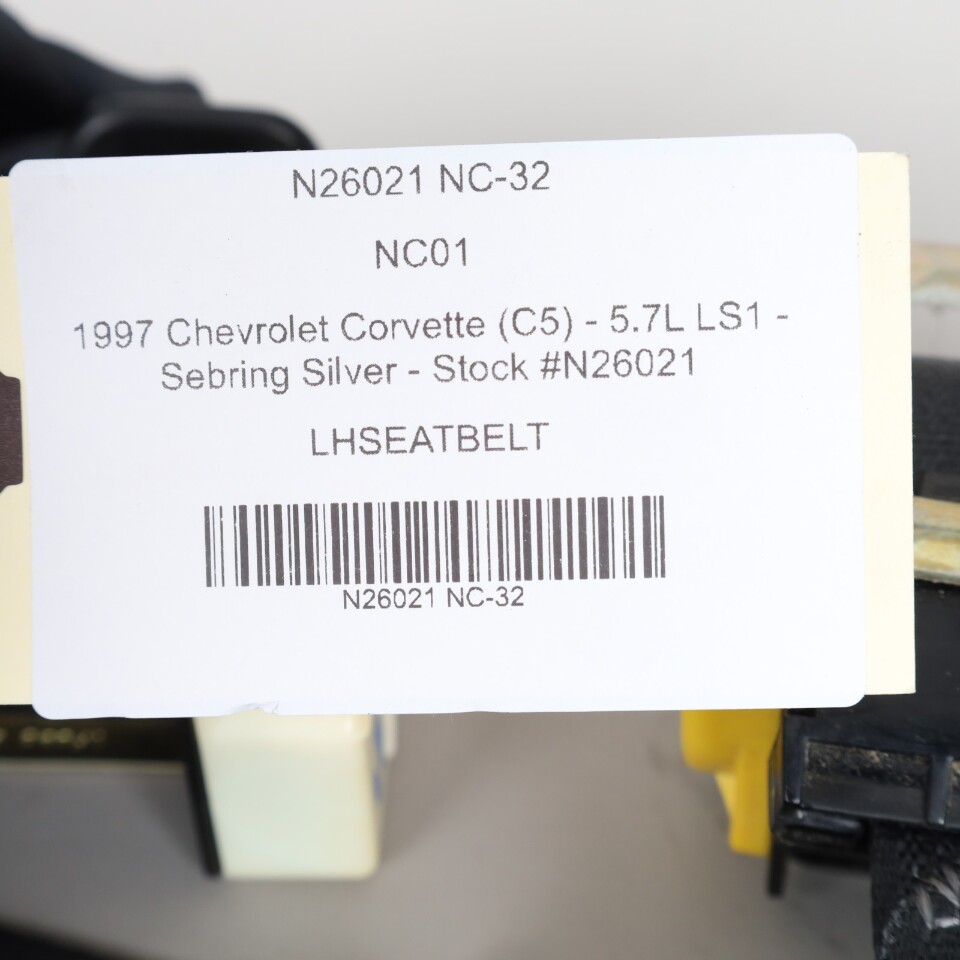 N26021 NC-32
NC01
1997 Chevrolet Corvette (C5) - 5.7L LS1 -
Sebring Silver - Stock #N26021
LHSEATBELT
N26021 NC-32